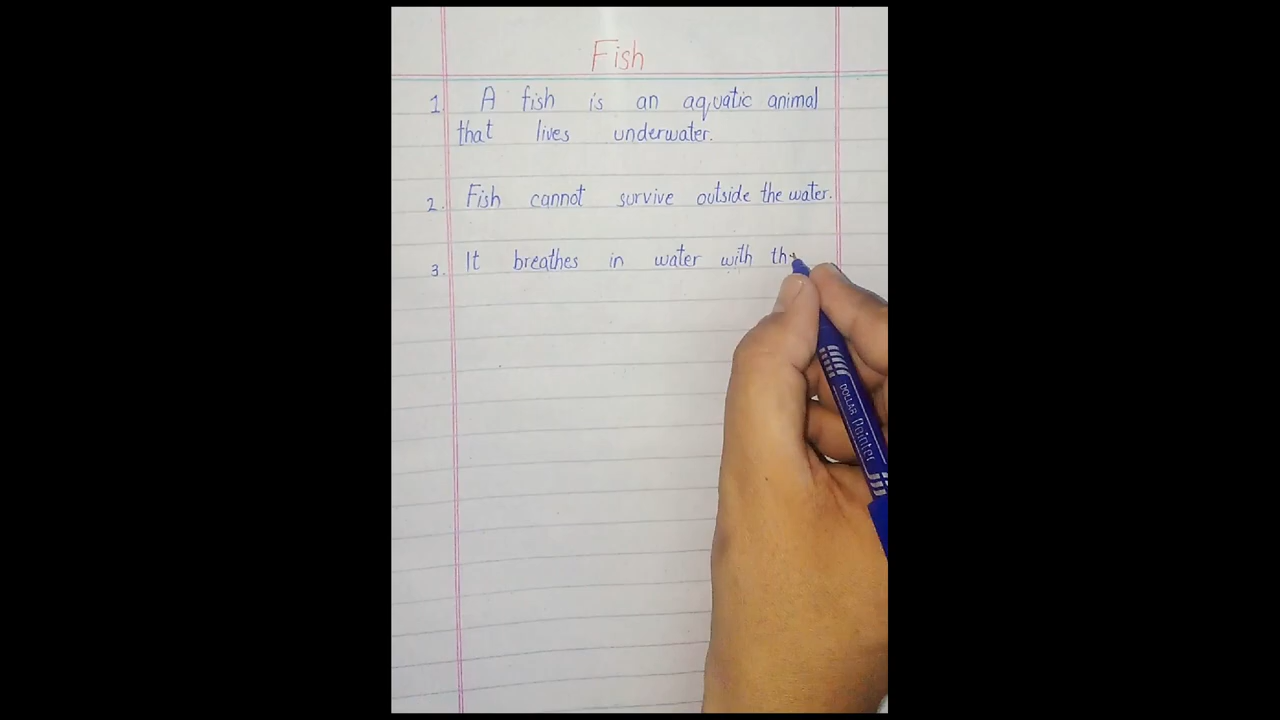 Fish
1. A fish is an aquatic animal
that lives underwater.
2. Fish cannot survive outside the water.
3. It breathes in water with th
DOLLAR Pointer